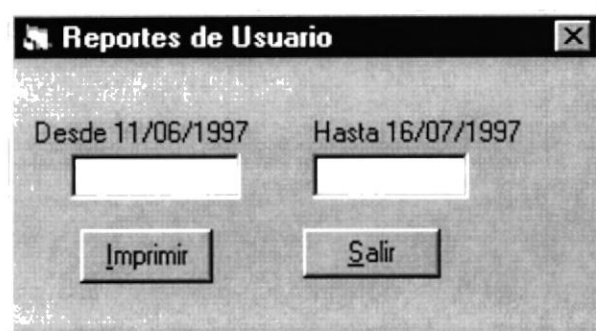 Reportes de Usuario
Desde 11/06/1997 Hasta 16/07/1997
Imprimir Salir